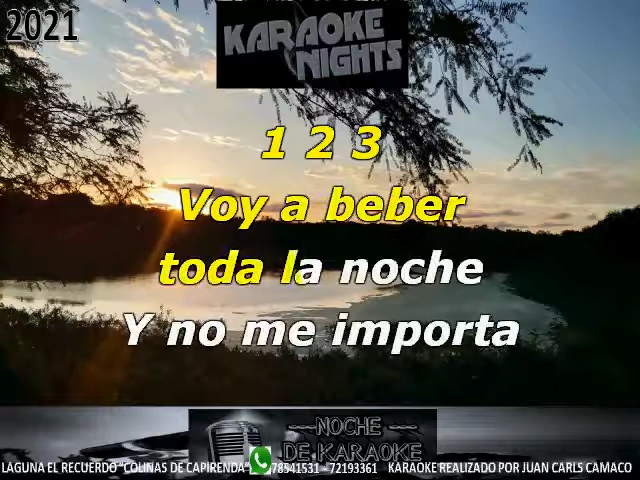 2021
KARAOKE
NIGHTS
1 2 3
Voy a beber
toda la noche
Y no me importa
NOCHE
DE KARAOKE
LAGUNA EL RECUERDO "COLINAS DE CAPIRENDA" 78541531 - 72193361 KARAOKE REALIZADO POR JUAN CARLS CAMACO